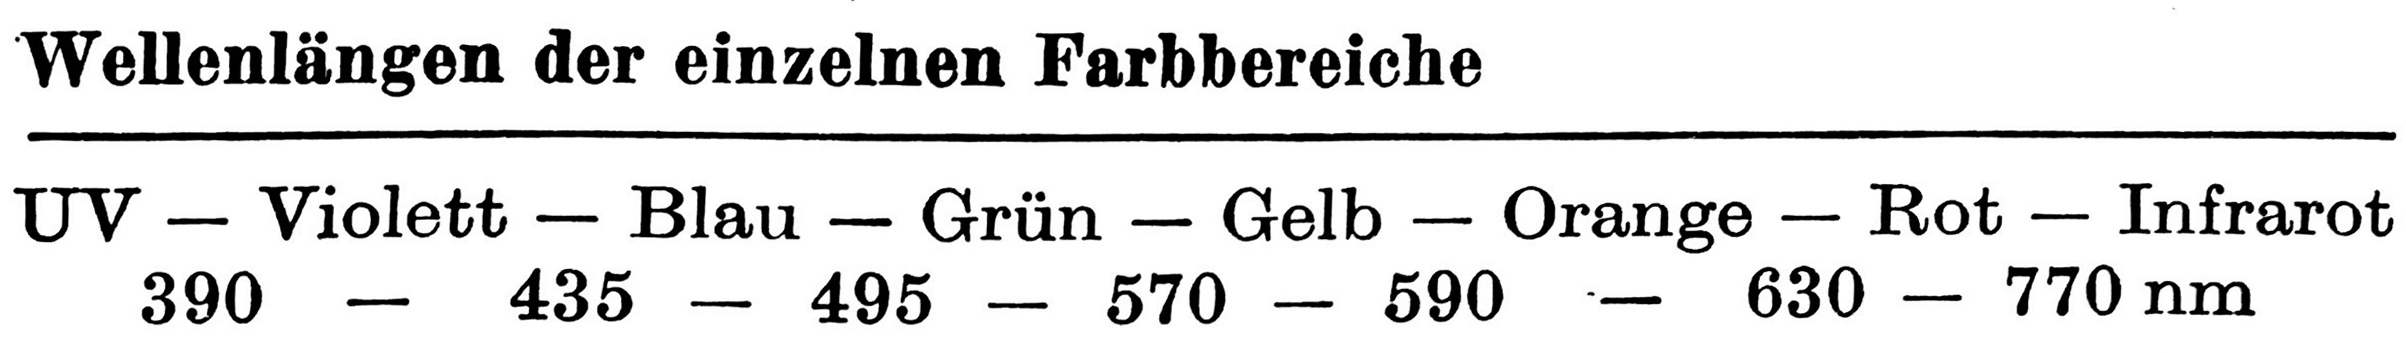 Wellenlängen der einzelnen Farbbereiche
UV — Violett — Blau — Grün — Gelb — Orange — Rot — Infrarot
390 — 435 — 495 — 570 — 590 — 630 — 770 nm